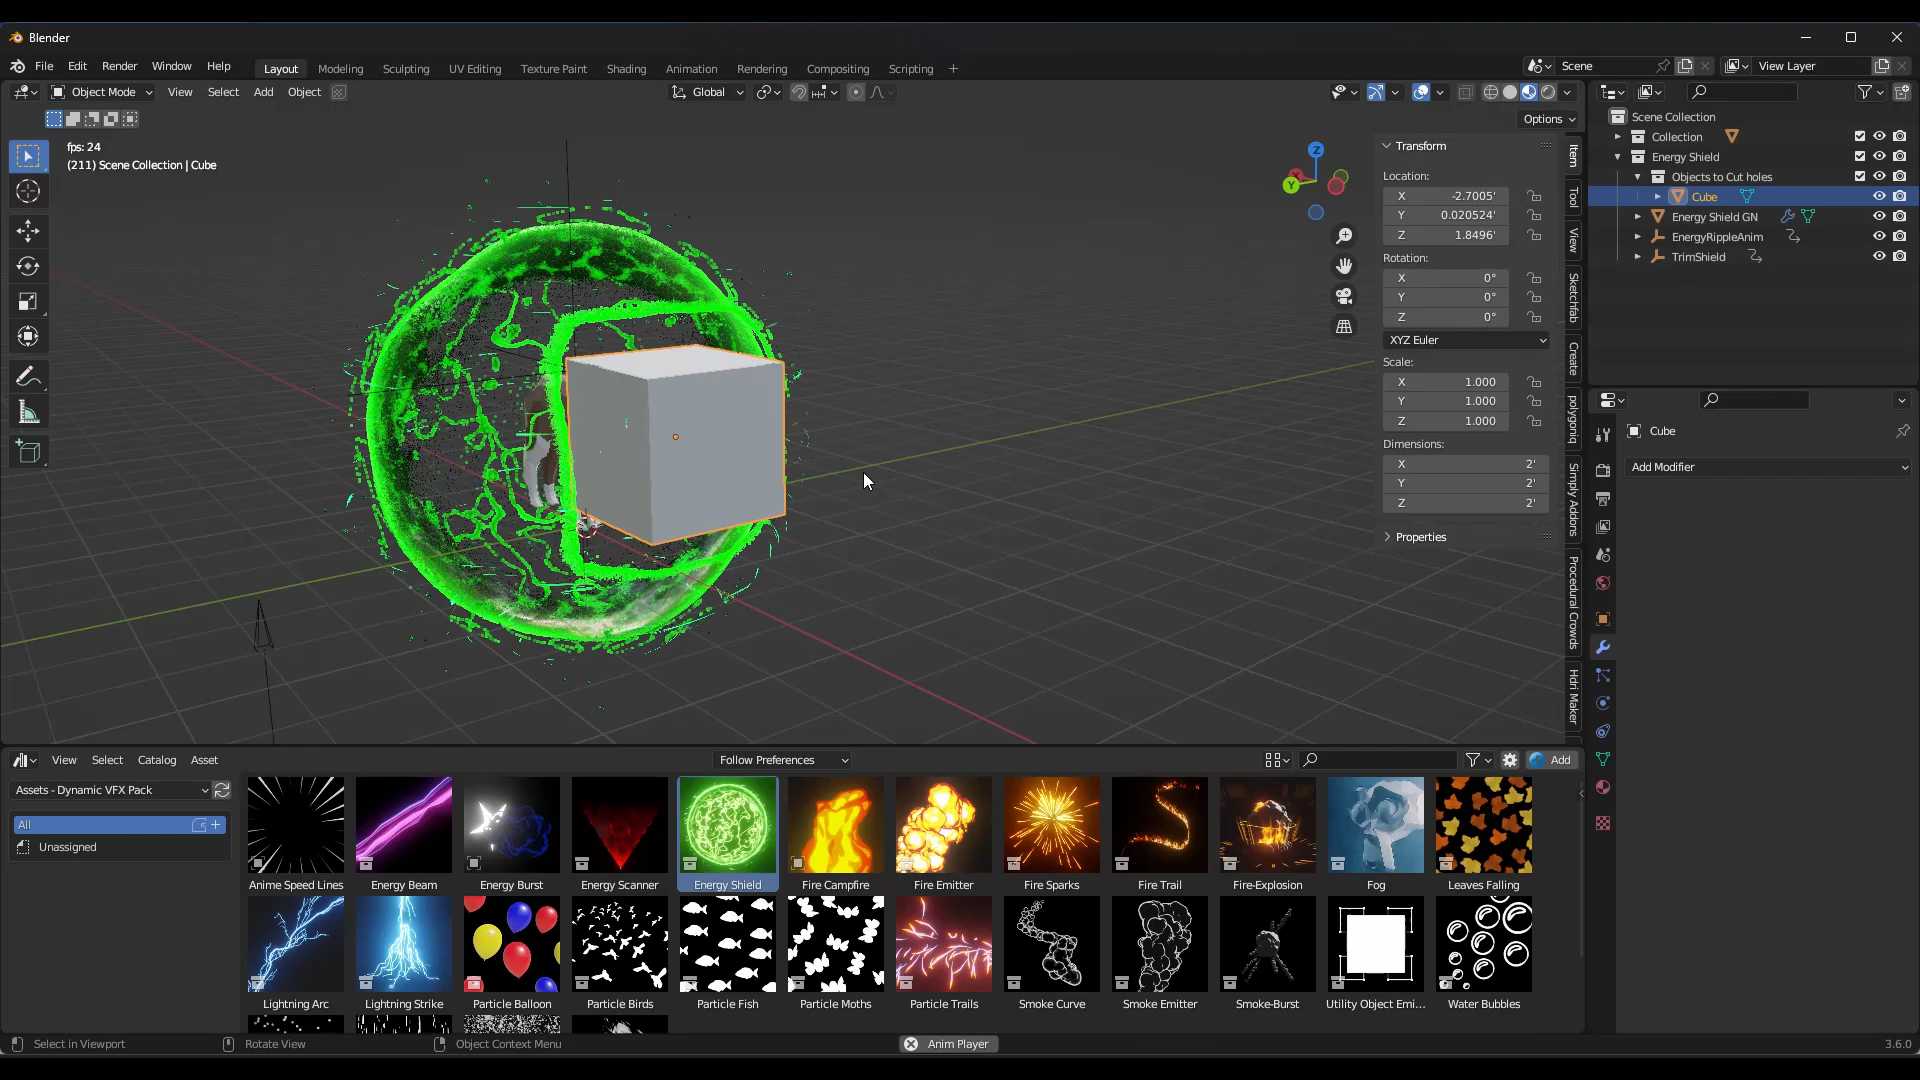 Blender
File Edit Render Window Help
Layout Modeling Sculpting UV Editing Texture Paint Shading Animation Rendering Compositing Scripting +
Scene
View Layer
Object Mode View Select Add Object
Global
Options
fps: 24
(211) Scene Collection | Cube
Z
X
Y
Transform
Location:
X -2.7005'
Y 0.020524'
Z 1.8496'
Rotation:
X 0°
Y 0°
Z 0°
XYZ Euler
Scale:
X 1.000
Y 1.000
Z 1.000
Dimensions:
X 2'
Y 2'
Z 2'
Properties
Item
Tool
View
Sketchfab
Create
polygoniq
Simply Addons
Procedural Crowds
Hdri Maker
Scene Collection
Collection
Energy Shield
Objects to Cut holes
Cube
Energy Shield GN
EnergyRippleAnim
TrimShield
Cube
Add Modifier
View Select Catalog Asset
Follow Preferences
Add
Assets - Dynamic VFX Pack
All
Unassigned
Anime Speed Lines Energy Beam Energy Burst Energy Scanner Energy Shield Fire Campfire Fire Emitter Fire Sparks Fire Trail Fire-Explosion Fog Leaves Falling
Lightning Arc Lightning Strike Particle Balloon Particle Birds Particle Fish Particle Moths Particle Trails Smoke Curve Smoke Emitter Smoke-Burst Utility Object Emi... Water Bubbles
Select in Viewport Rotate View Object Context Menu Anim Player 3.6.0